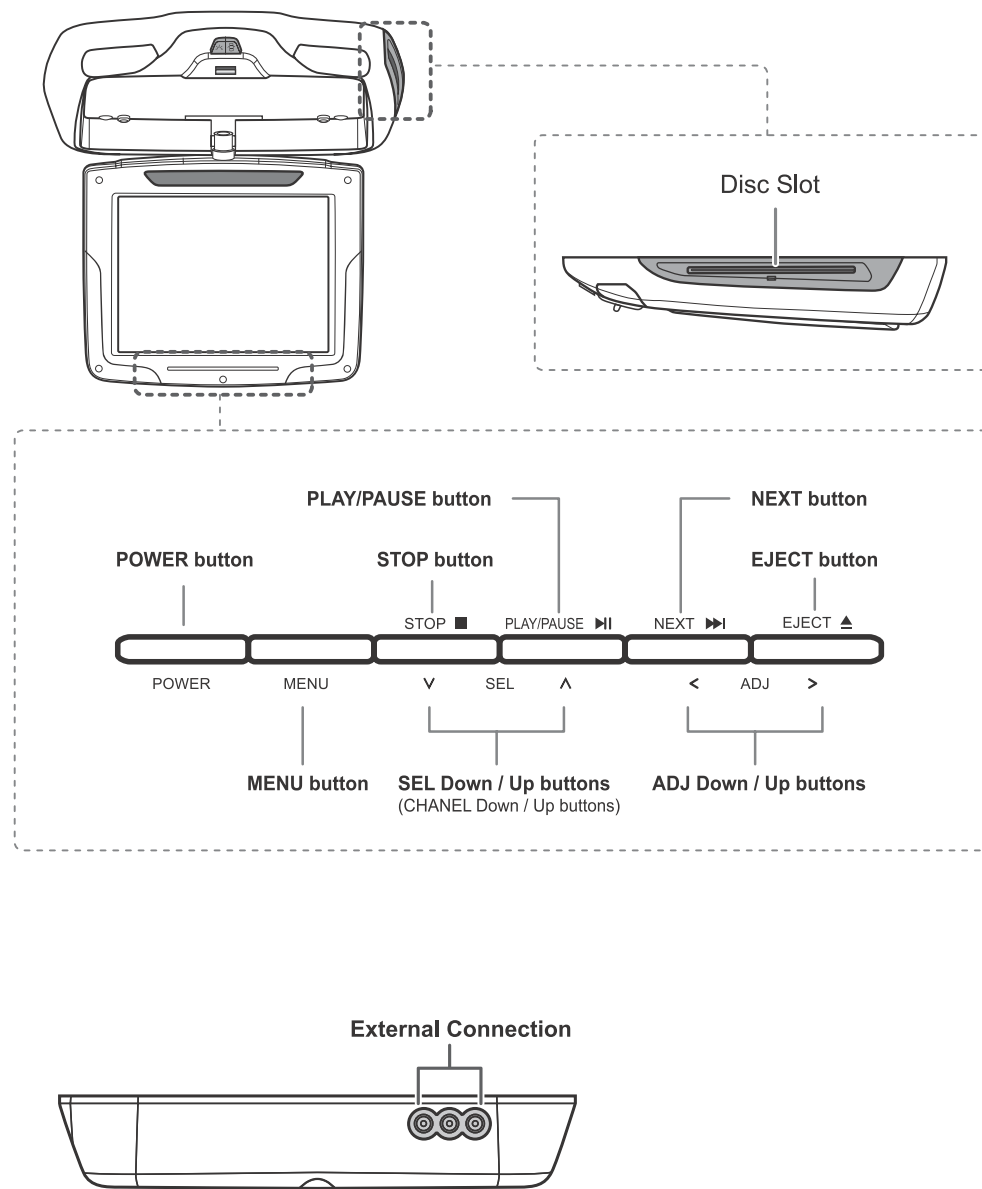 Disc Slot
PLAY/PAUSE button
NEXT button
POWER button
STOP button
EJECT button
STOP
PLAY/PAUSE
NEXT
EJECT
POWER
MENU
SEL
ADJ
MENU button
SEL Down / Up buttons
ADJ Down / Up buttons
(CHANEL Down / Up buttons)
External Connection